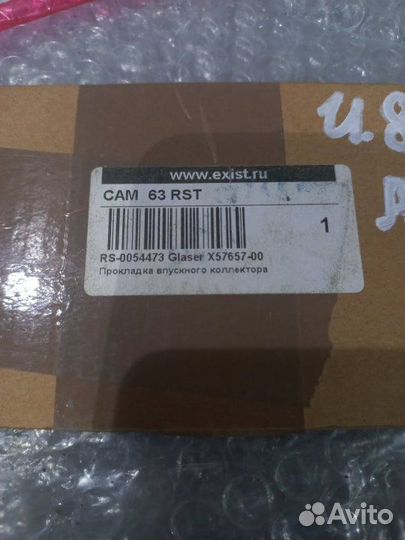 www.exist.ru
CAM 63 RST
1
RS-0054473 Glaser X57657-00
Прокладка впускного коллектора
Avito